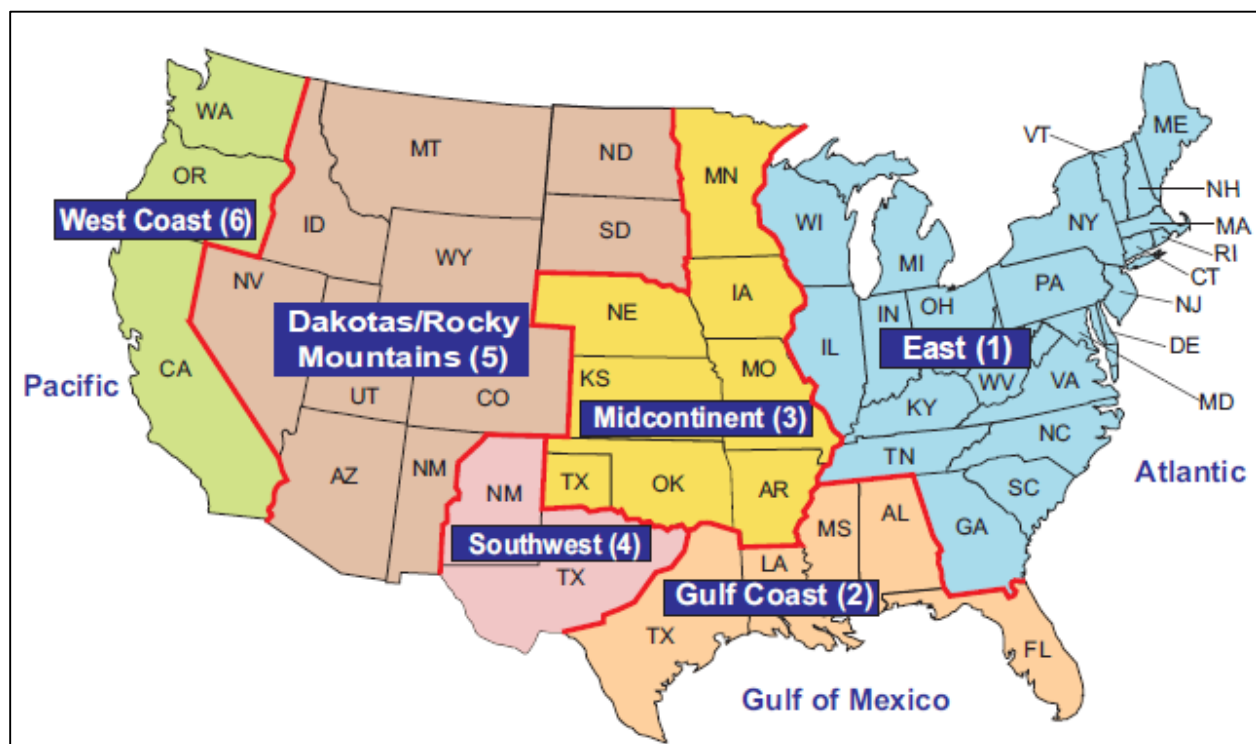 WA
MT
ND
MN
VT
ME
OR
NH
West Coast (6)
ID
SD
WI
NY
MA
WY
MI
RI
CT
NV
IA
PA
NJ
NE
IN
OH
Dakotas/Rocky
Mountains (5)
IL
East (1)
DE
Pacific
CA
KS
MO
WV
VA
UT
CO
MD
Midcontinent (3)
KY
NC
TN
Atlantic
AZ
NM
NM
TX
OK
AR
SC
MS
AL
GA
Southwest (4)
TX
LA
Gulf Coast (2)
TX
FL
Gulf of Mexico